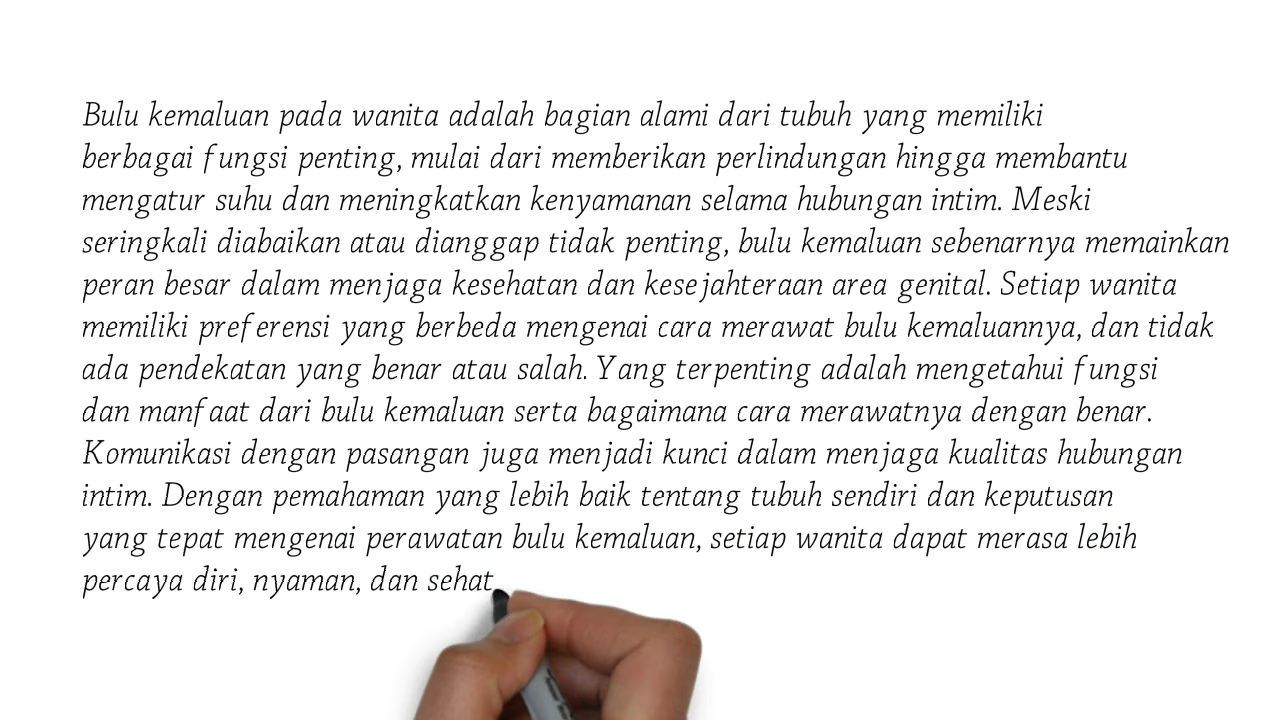 Bulu kemaluan pada wanita adalah bagian alami dari tubuh yang memiliki
berbagai fungsi penting, mulai dari memberikan perlindungan hingga membantu
mengatur suhu dan meningkatkan kenyamanan selama hubungan intim. Meski
seringkali diabaikan atau dianggap tidak penting, bulu kemaluan sebenarnya memainkan
peran besar dalam menjaga kesehatan dan kesejahteraan area genital. Setiap wanita
memiliki preferensi yang berbeda mengenai cara merawat bulu kemaluannya, dan tidak
ada pendekatan yang benar atau salah. Yang terpenting adalah mengetahui fungsi
dan manfaat dari bulu kemaluan serta bagaimana cara merawatnya dengan benar.
Komunikasi dengan pasangan juga menjadi kunci dalam menjaga kualitas hubungan
intim. Dengan pemahaman yang lebih baik tentang tubuh sendiri dan keputusan
yang tepat mengenai perawatan bulu kemaluan, setiap wanita dapat merasa lebih
percaya diri, nyaman, dan sehat